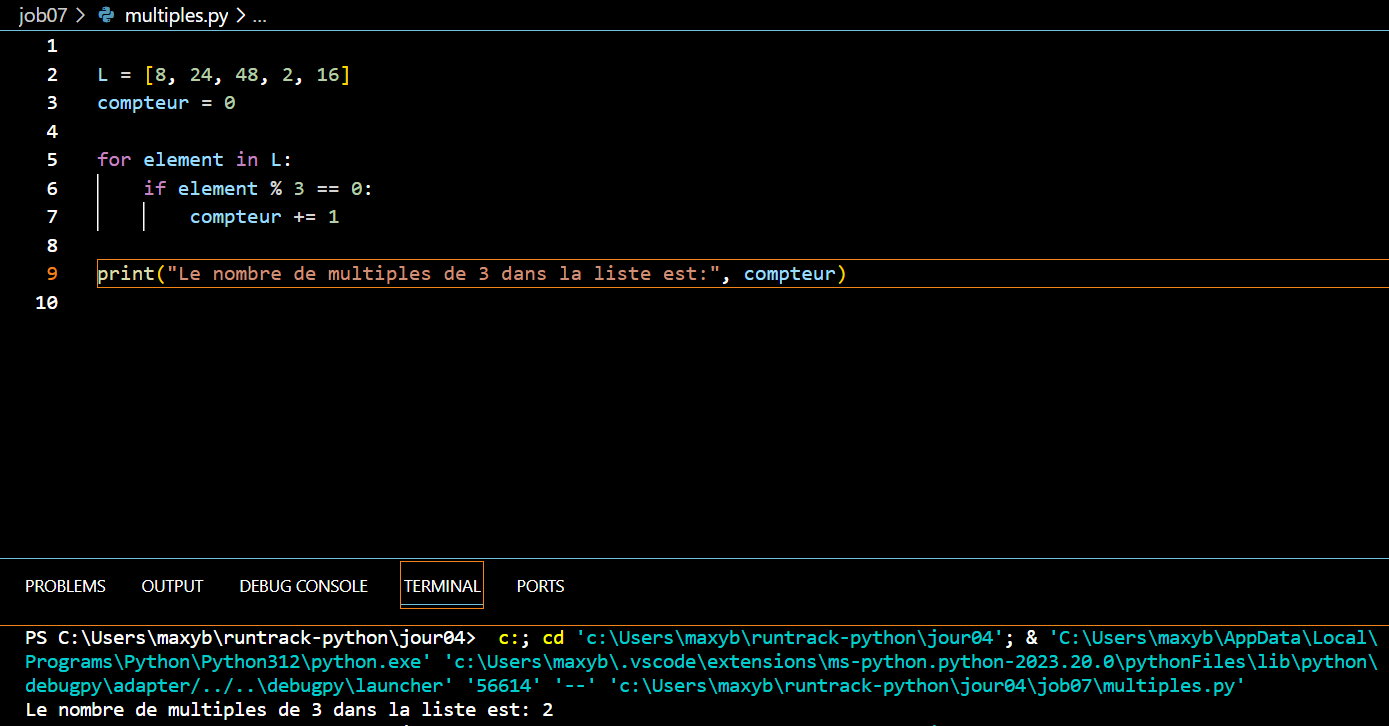 job07 > multiples.py > ...
1
2 L = [8, 24, 48, 2, 16]
3 compteur = 0
4
5 for element in L:
6     if element % 3 == 0:
7         compteur += 1
8
9 print("Le nombre de multiples de 3 dans la liste est:", compteur)
10
PROBLEMS OUTPUT DEBUG CONSOLE TERMINAL PORTS
PS C:\Users\maxyb\runtrack-python\jour04>  c:; cd 'c:\Users\maxyb\runtrack-python\jour04'; & 'C:\Users\maxyb\AppData\Local\
Programs\Python\Python312\python.exe' 'c:\Users\maxyb\.vscode\extensions\ms-python.python-2023.20.0\pythonFiles\lib\python\
debugpy\adapter/../..\debugpy\launcher' '56614' '--' 'c:\Users\maxyb\runtrack-python\jour04\job07\multiples.py'
Le nombre de multiples de 3 dans la liste est: 2